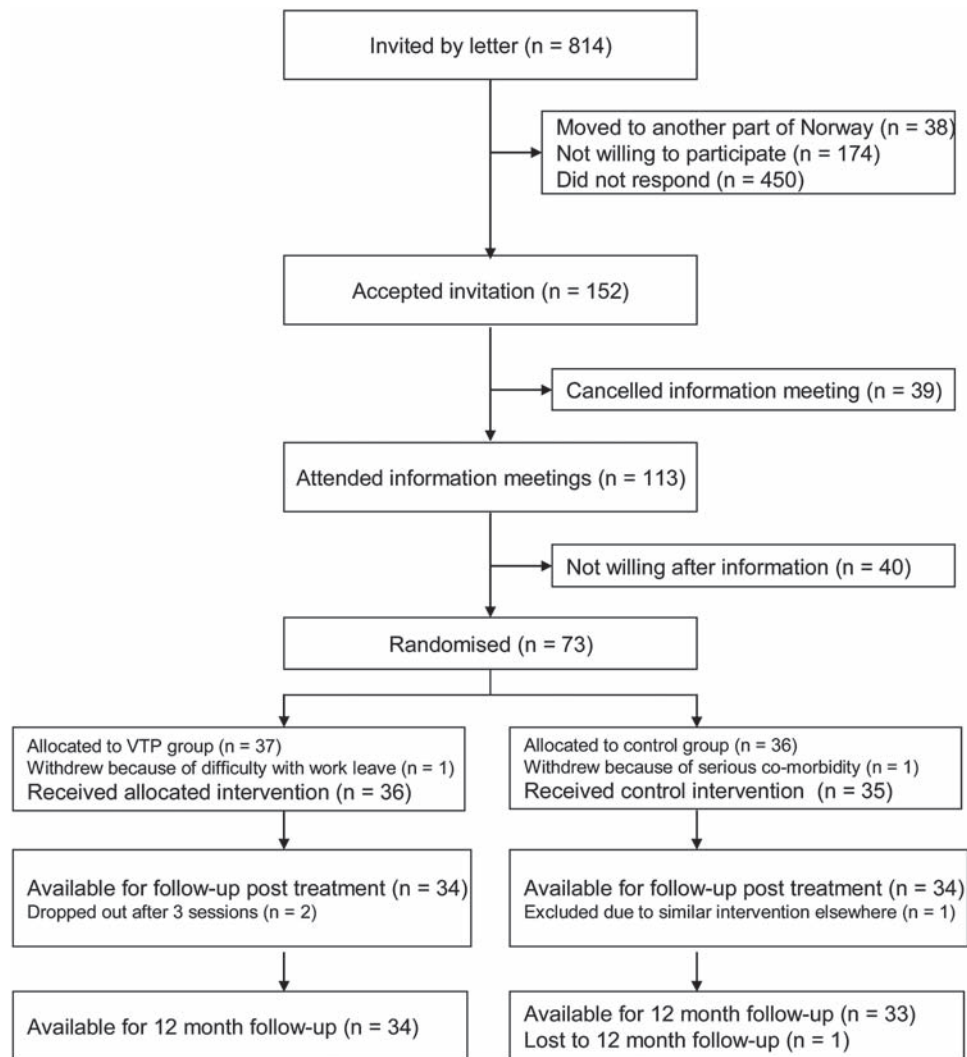 Invited by letter (n = 814)
Moved to another part of Norway (n = 38)
Not willing to participate (n = 174)
Did not respond (n = 450)
Accepted invitation (n = 152)
Cancelled information meeting (n = 39)
Attended information meetings (n = 113)
Not willing after information (n = 40)
Randomised (n = 73)
Allocated to VTP group (n = 37)
Withdrew because of difficulty with work leave (n = 1)
Received allocated intervention (n = 36)
Allocated to control group (n = 36)
Withdrew because of serious co-morbidity (n = 1)
Received control intervention (n = 35)
Available for follow-up post treatment (n = 34)
Dropped out after 3 sessions (n = 2)
Available for follow-up post treatment (n = 34)
Excluded due to similar intervention elsewhere (n = 1)
Available for 12 month follow-up (n = 34)
Available for 12 month follow-up (n = 33)
Lost to 12 month follow-up (n = 1)